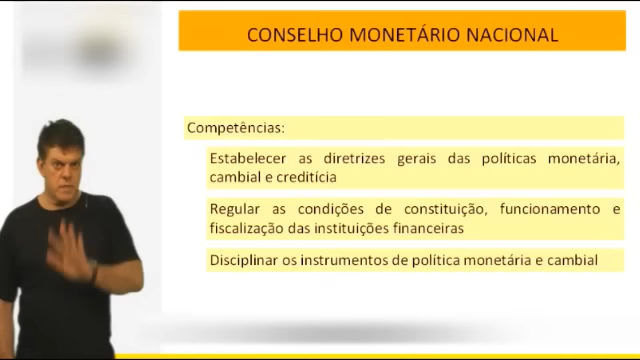 CONSELHO MONETÁRIO NACIONAL
Competências:
Estabelecer as diretrizes gerais das políticas monetária,
cambial e creditícia
Regular as condições de constituição, funcionamento e
fiscalização das instituições financeiras
Disciplinar os instrumentos de política monetária e cambial